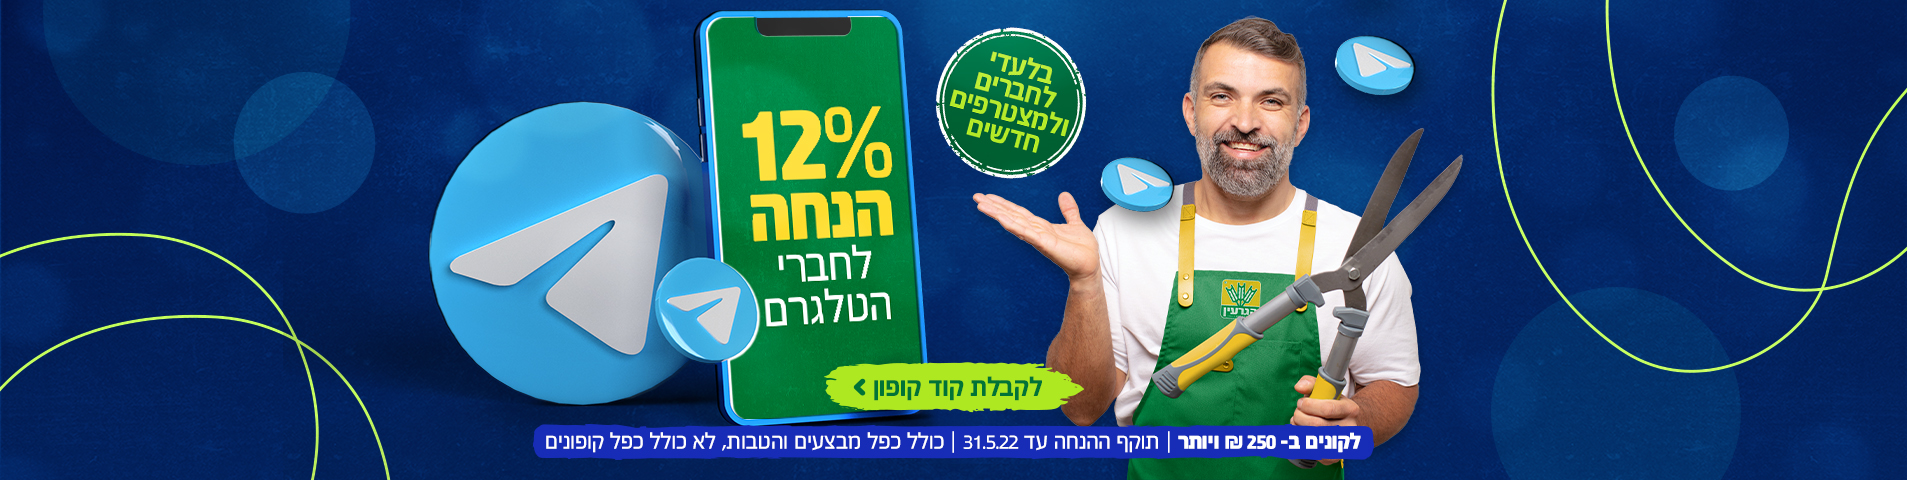 בלעדי
לחברים
ולמצטרפים
חדשים
12%
הנחה
לחברי
הטלגרם
הגרעין
לקבלת קוד קופון >
לקונים ב- 250 ₪ ויותר | תוקף ההנחה עד 31.5.22 | כולל כפל מבצעים והטבות, לא כולל כפל קופונים